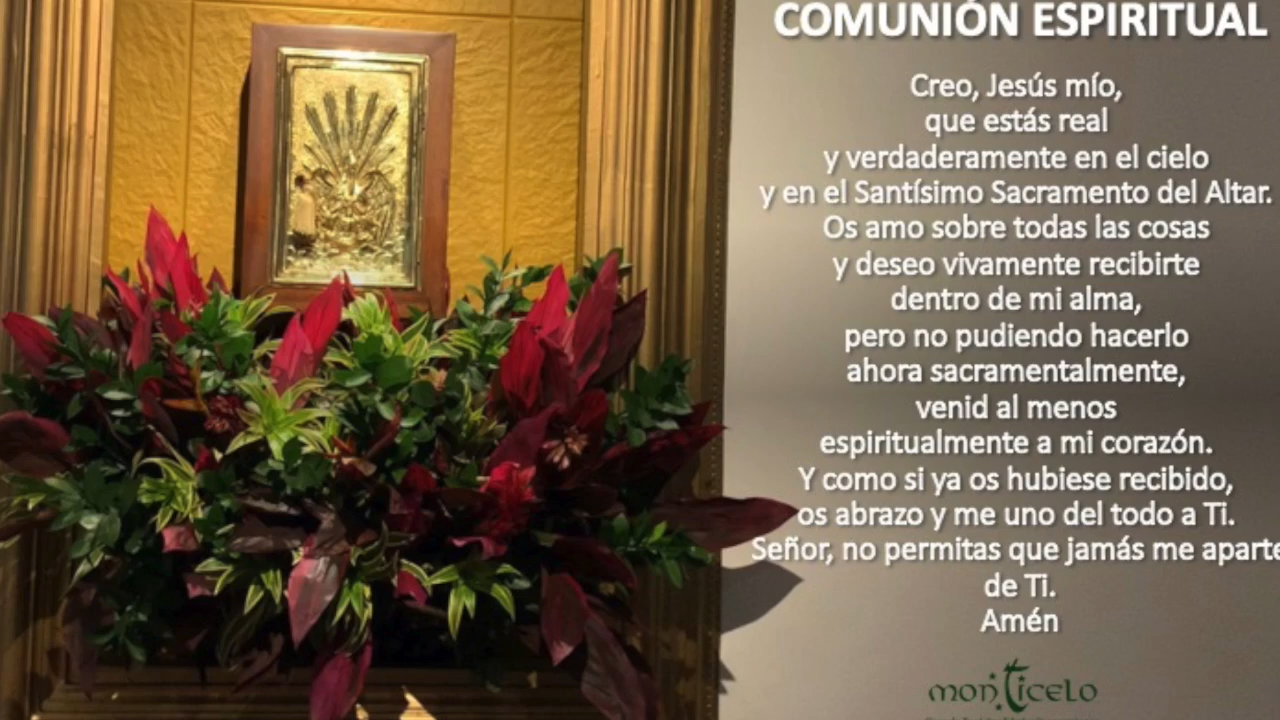 COMUNIÓN ESPIRITUAL
Creo, Jesús mío,
que estás real
y verdaderamente en el cielo
y en el Santísimo Sacramento del Altar.
Os amo sobre todas las cosas
y deseo vivamente recibirte
dentro de mi alma,
pero no pudiendo hacerlo
ahora sacramentalmente,
venid al menos
espiritualmente a mi corazón.
Y como si ya os hubiese recibido,
os abrazo y me uno del todo a Ti.
Señor, no permitas que jamás me aparte
de Ti.
Amén
monticelo